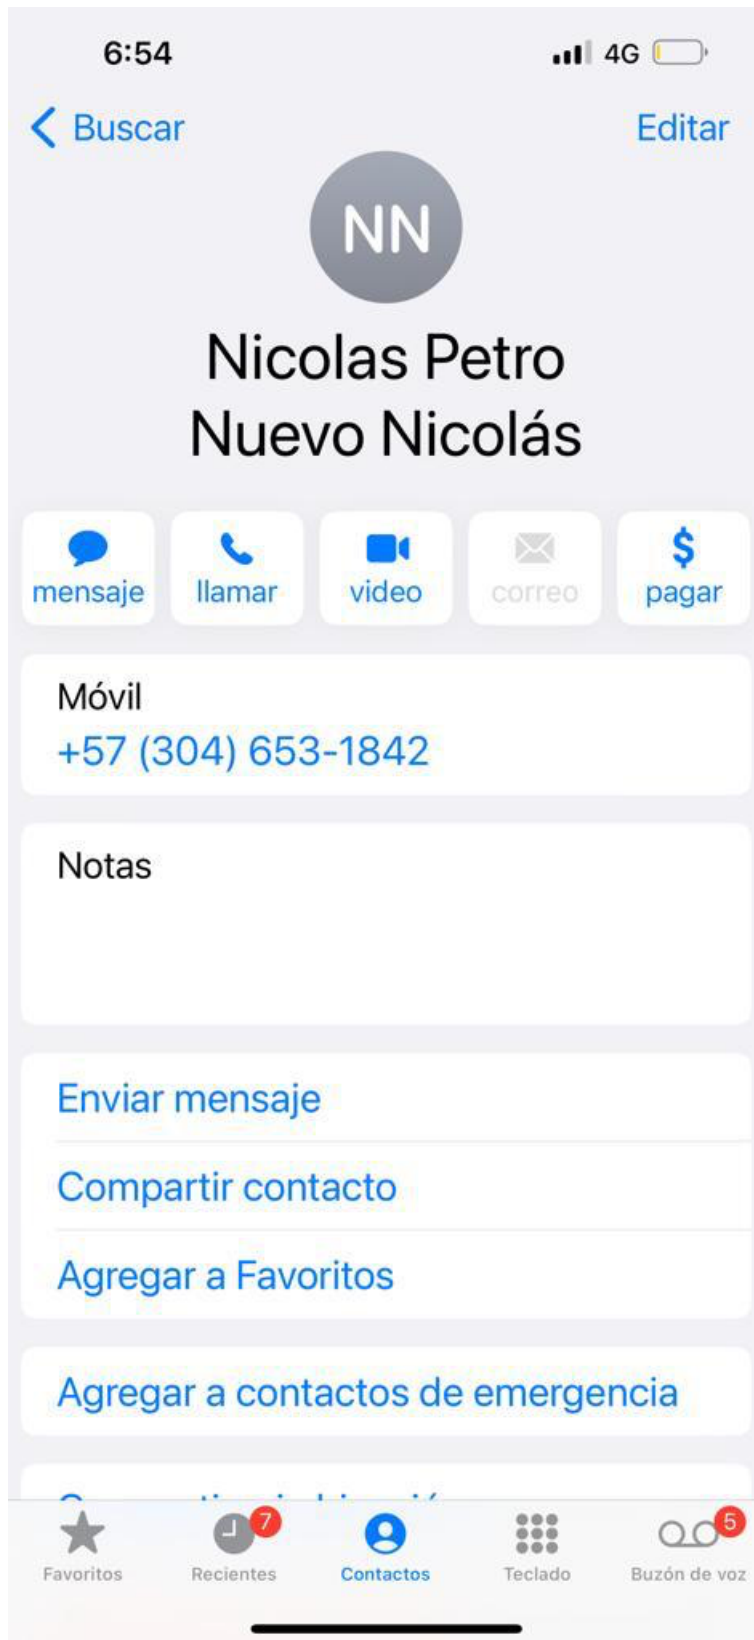 6:54 4G
Buscar Editar
NN
Nicolas Petro
Nuevo Nicolás
mensaje llamar video correo pagar
Móvil
+57 (304) 653-1842
Notas
Enviar mensaje
Compartir contacto
Agregar a Favoritos
Agregar a contactos de emergencia
7 5
Favoritos Recientes Contactos Teclado Buzón de voz